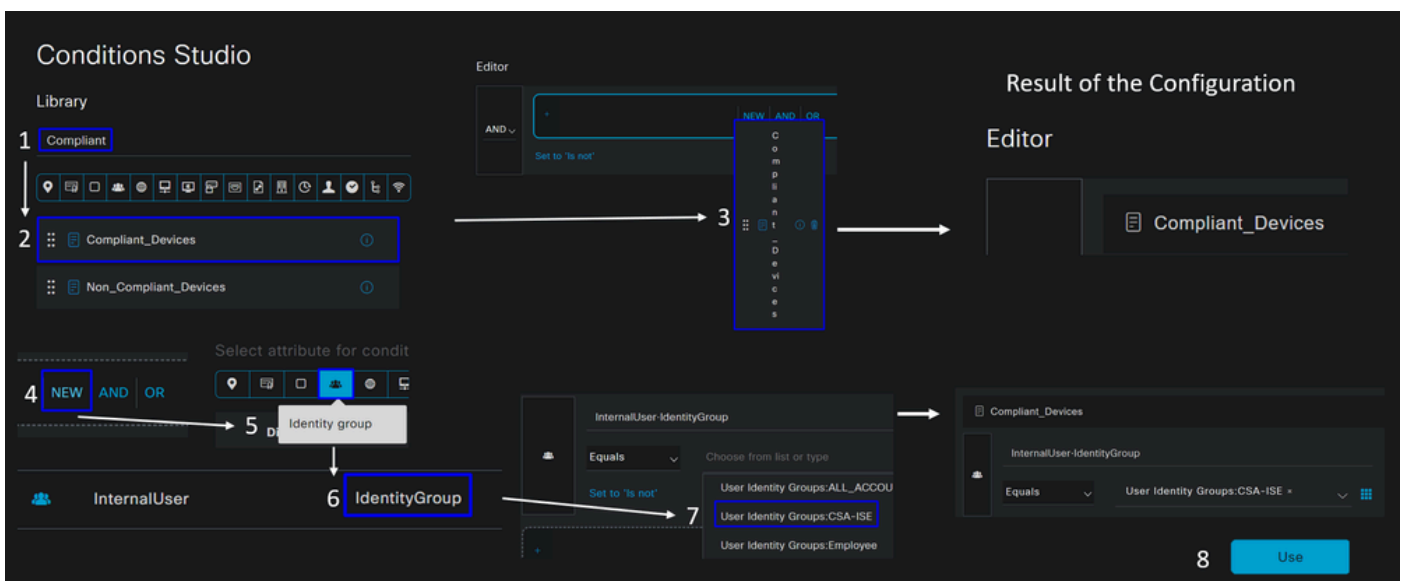 Conditions Studio
Library
1 Compliant
2 Compliant_Devices
Non_Compliant_Devices
Editor
AND
+
NEW AND OR
Set to 'Is not'
3 Compliant_Devices
Result of the Configuration
Editor
Compliant_Devices
4 NEW AND OR
Select attribute for condit
5 Di
Identity group
InternalUser
6 IdentityGroup
InternalUser·IdentityGroup
Equals
Choose from list or type
Set to 'Is not'
User Identity Groups:ALL_ACCOU
7 User Identity Groups:CSA-ISE
User Identity Groups:Employee
+
Compliant_Devices
InternalUser·IdentityGroup
Equals
User Identity Groups:CSA-ISE ×
8 Use